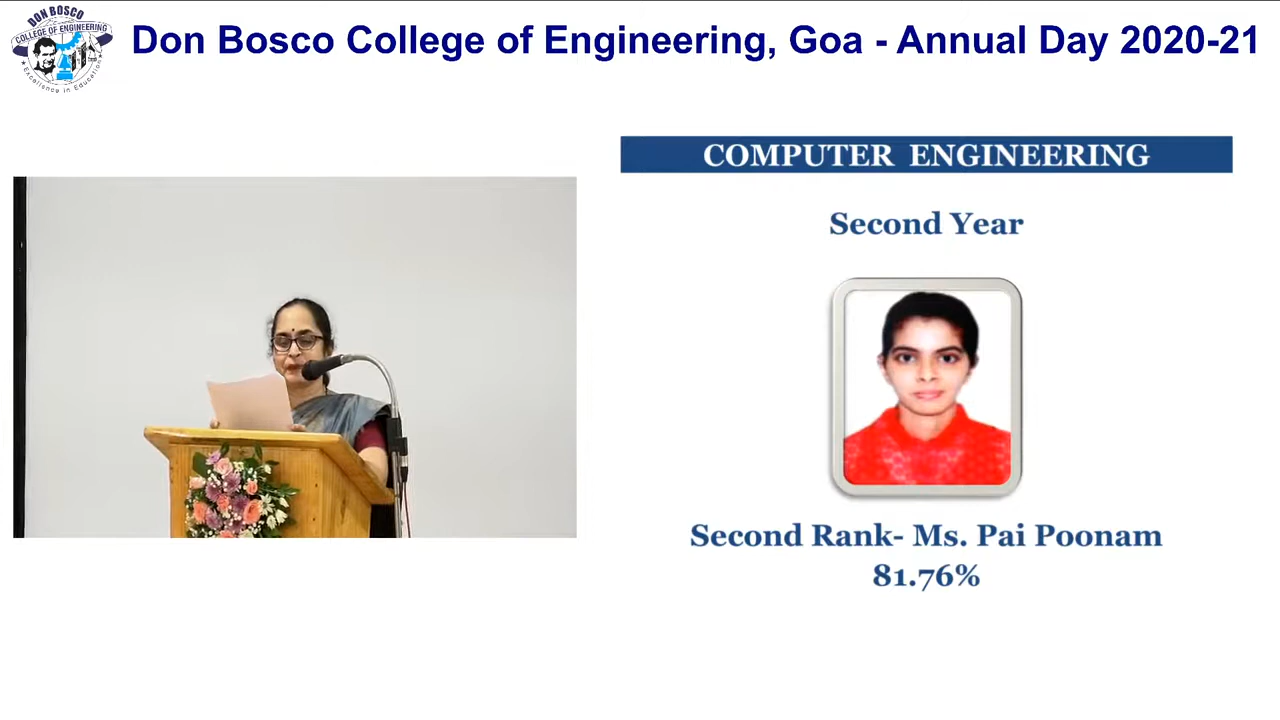 DON BOSCO
COLLEGE OF ENGINEERING
Excellence in Education
Don Bosco College of Engineering, Goa - Annual Day 2020-21
COMPUTER ENGINEERING
Second Year
Second Rank- Ms. Pai Poonam
81.76%